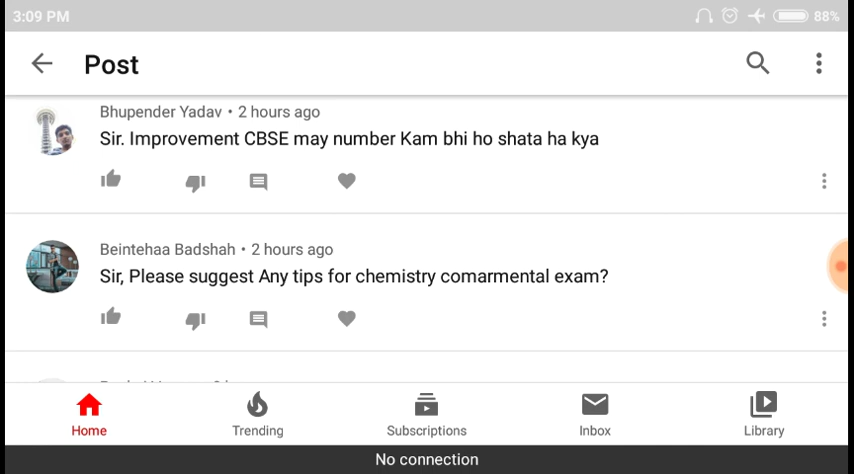 3:09 PM
88%
Post
Bhupender Yadav • 2 hours ago
Sir. Improvement CBSE may number Kam bhi ho shata ha kya
Beintehaa Badshah • 2 hours ago
Sir, Please suggest Any tips for chemistry comarmental exam?
Home
Trending
Subscriptions
Inbox
Library
No connection